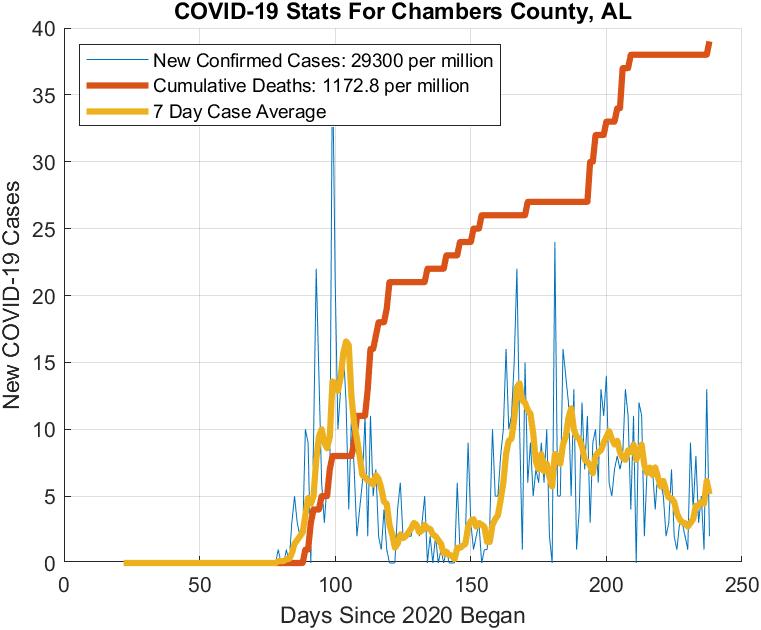 COVID-19 Stats For Chambers County, AL
New Confirmed Cases: 29300 per million
Cumulative Deaths: 1172.8 per million
7 Day Case Average
New COVID-19 Cases
40
35
30
25
20
15
10
5
0
0 50 100 150 200 250
Days Since 2020 Began